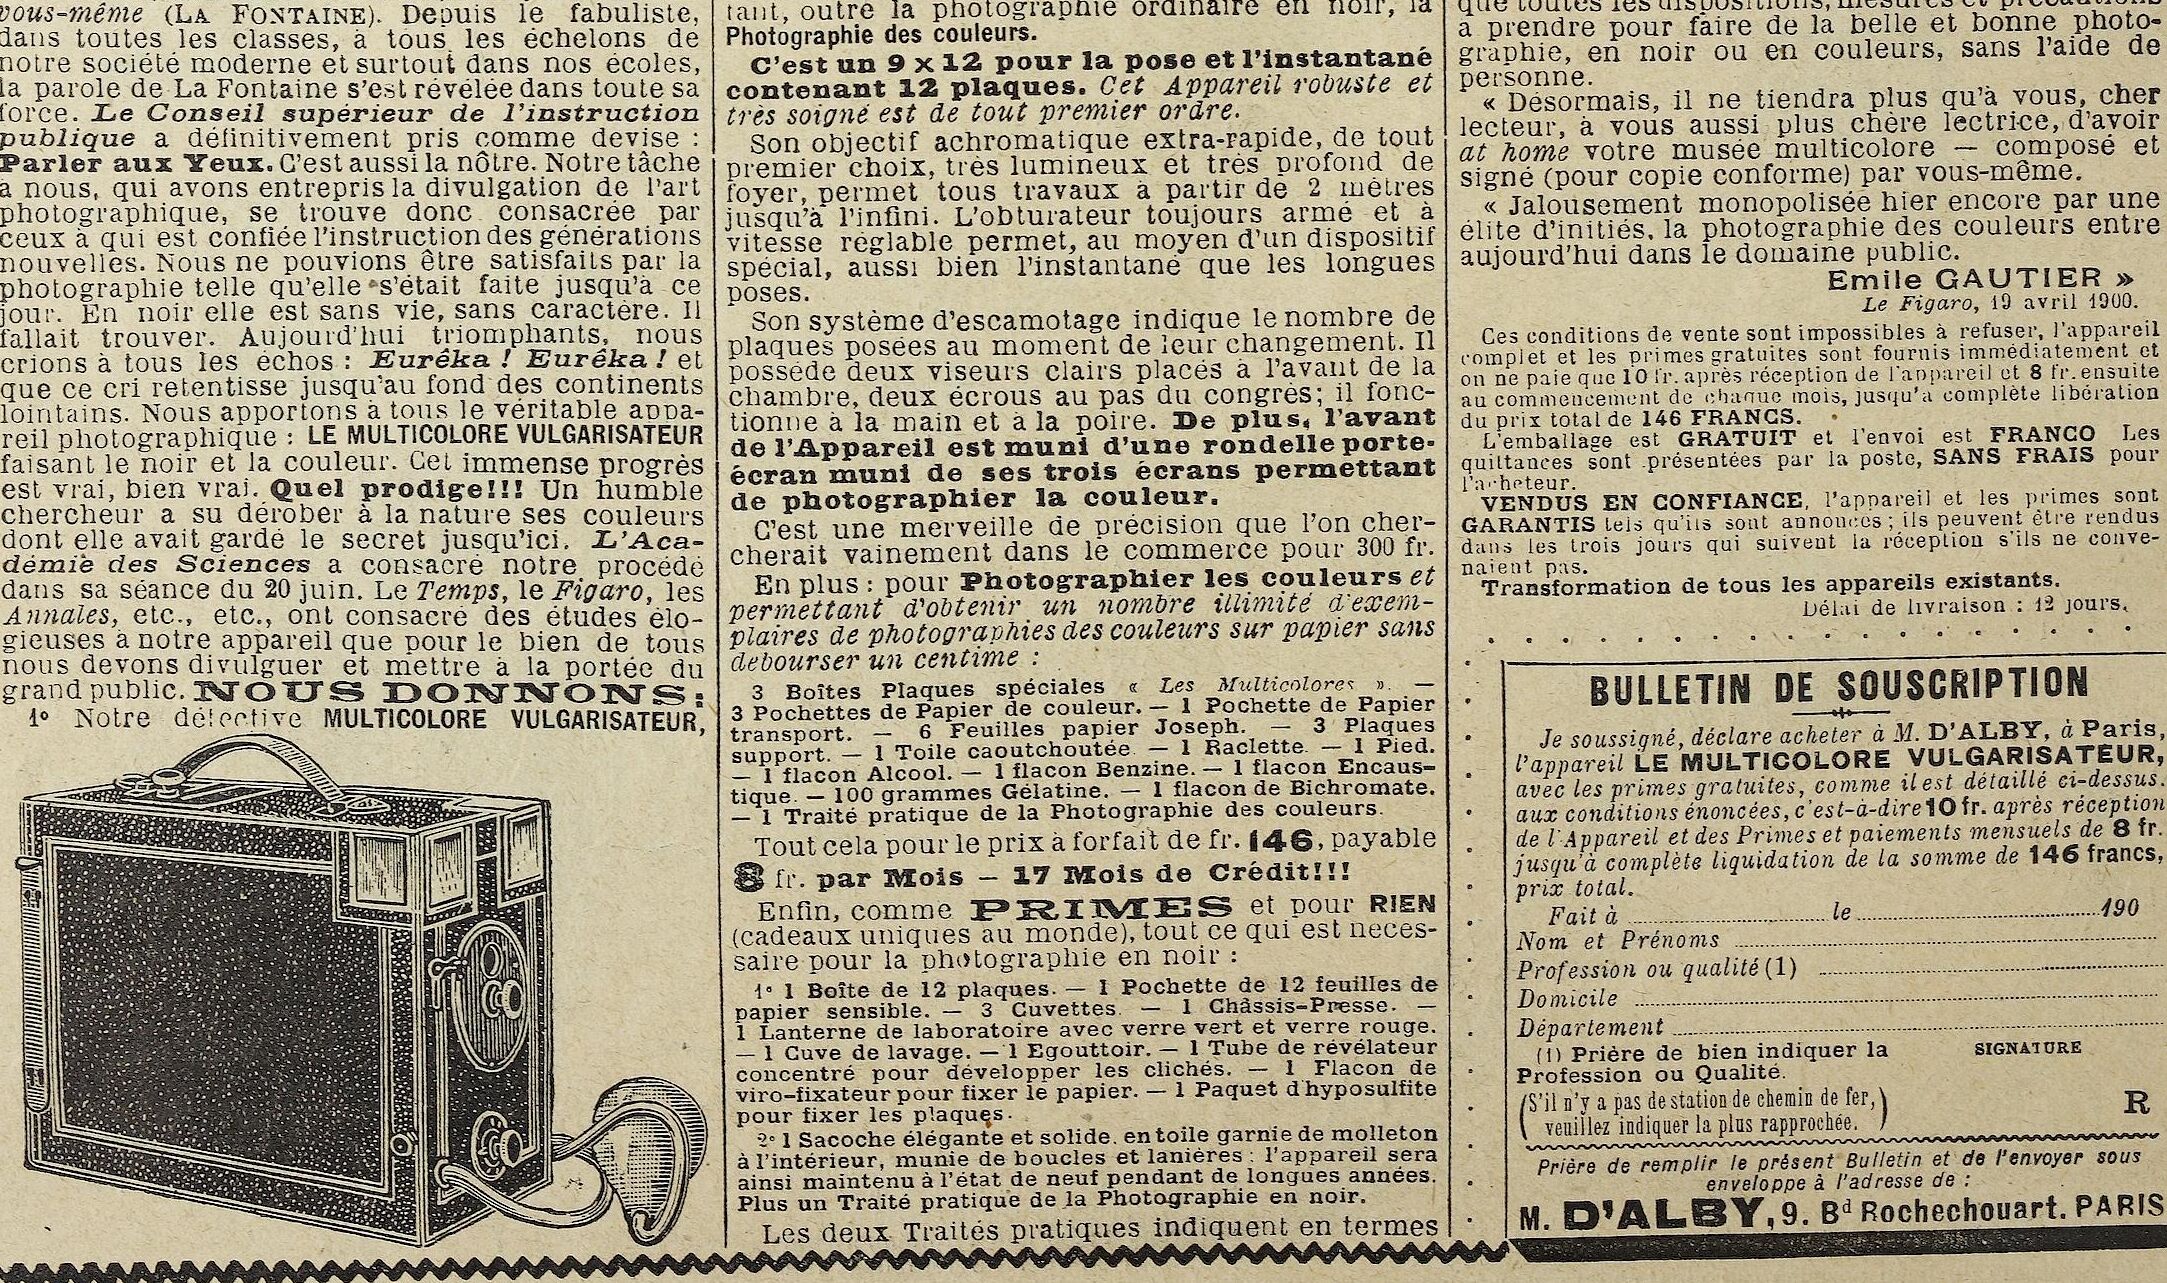 vous-même (LA FONTAINE). Depuis le fabuliste,
dans toutes les classes, à tous les échelons de
notre société moderne et surtout dans nos écoles,
la parole de La Fontaine s'est révélée dans toute sa
force. Le Conseil supérieur de l'instruction
publique a définitivement pris comme devise :
Parler aux Yeux. C'est aussi la nôtre. Notre tâche
à nous, qui avons entrepris la divulgation de l'art
photographique, se trouve donc consacrée par
ceux à qui est confiée l'instruction des générations
nouvelles. Nous ne pouvions être satisfaits par la
photographie telle qu'elle s'était faite jusqu'à ce
jour. En noir elle est sans vie, sans caractère. Il
fallait trouver. Aujourd'hui triomphants, nous
crions à tous les échos : Eurêka ! Eurêka ! et
que ce cri retentisse jusqu'au fond des continents
lointains. Nous apportons à tous le véritable appa-
reil photographique : LE MULTICOLORE VULGARISATEUR
faisant le noir et la couleur. Cet immense progrès
est vrai, bien vrai. Quel prodige!!! Un humble
chercheur a su dérober à la nature ses couleurs
dont elle avait gardé le secret jusqu'ici. L'Aca-
démie des Sciences a consacré notre procédé
dans sa séance du 20 juin. Le Temps, le Figaro, les
Annales, etc., etc., ont consacré des études élo-
gieuses à notre appareil que pour le bien de tous
nous devons divulguer et mettre à la portée du
grand public. NOUS DONNONS:
1° Notre détective MULTICOLORE VULGARISATEUR,
tant, outre la photographie ordinaire en noir, la
Photographie des couleurs.
C'est un 9 x 12 pour la pose et l'instantané
contenant 12 plaques. Cet Appareil robuste et
très soigné est de tout premier ordre.
Son objectif achromatique extra-rapide, de tout
premier choix, très lumineux et très profond de
foyer, permet tous travaux à partir de 2 mètres
jusqu'à l'infini. L'obturateur toujours armé et à
vitesse réglable permet, au moyen d'un dispositif
spécial, aussi bien l'instantané que les longues
poses.
Son système d'escamotage indique le nombre de
plaques posées au moment de leur changement. Il
possède deux viseurs clairs placés à l'avant de la
chambre, deux écrous au pas du congrès; il fonc-
tionne à la main et à la poire. De plus, l'avant
de l'Appareil est muni d'une rondelle porte-
écran muni de ses trois écrans permettant
de photographier la couleur.
C'est une merveille de précision que l'on cher-
cherait vainement dans le commerce pour 300 fr.
En plus : pour Photographier les couleurs et
permettant d'obtenir un nombre illimité d'exem-
plaires de photographies des couleurs sur papier sans
débourser un centime :
3 Boîtes Plaques spéciales « Les Multicolores ». —
3 Pochettes de Papier de couleur. — 1 Pochette de Papier
transport. — 6 Feuilles papier Joseph. — 3 Plaques
support. — 1 Toile caoutchoutée — 1 Raclette. — 1 Pied.
— 1 flacon Alcool. — 1 flacon Benzine. — 1 flacon Encaus-
tique. — 100 grammes Gélatine. — 1 flacon de Bichromate.
— 1 Traité pratique de la Photographie des couleurs.
Tout cela pour le prix à forfait de fr. 146, payable
8 fr. par Mois — 17 Mois de Crédit!!!
Enfin, comme PRIMES et pour RIEN
(cadeaux uniques au monde), tout ce qui est néces-
saire pour la photographie en noir :
1° 1 Boîte de 12 plaques. — 1 Pochette de 12 feuilles de
papier sensible. — 3 Cuvettes — 1 Châssis-Presse. —
1 Lanterne de laboratoire avec verre vert et verre rouge.
— 1 Cuve de lavage. — 1 Egouttoir. — 1 Tube de révélateur
concentré pour développer les clichés. — 1 Flacon de
viro-fixateur pour fixer le papier. — 1 Paquet d'hyposulfite
pour fixer les plaques.
2° 1 Sacoche élégante et solide, en toile garnie de molleton
à l'intérieur, munie de boucles et lanières : l'appareil sera
ainsi maintenu à l'état de neuf pendant de longues années.
Plus un Traité pratique de la Photographie en noir.
Les deux Traités pratiques indiquent en termes
que toutes les dispositions, mesures et précautions
à prendre pour faire de la belle et bonne photo-
graphie, en noir ou en couleurs, sans l'aide de
personne.
« Désormais, il ne tiendra plus qu'à vous, cher
lecteur, à vous aussi plus chère lectrice, d'avoir
at home votre musée multicolore — composé et
signé (pour copie conforme) par vous-même.
« Jalousement monopolisée hier encore par une
élite d'initiés, la photographie des couleurs entre
aujourd'hui dans le domaine public.
Emile GAUTIER »
Le Figaro, 19 avril 1900.
Ces conditions de vente sont impossibles à refuser, l'appareil
complet et les primes gratuites sont fournis immédiatement et
on ne paie que 10 fr. après réception de l'appareil et 8 fr. ensuite
au commencement de chaque mois, jusqu'à complète libération
du prix total de 146 FRANCS.
L'emballage est GRATUIT et l'envoi est FRANCO Les
quittances sont présentées par la poste, SANS FRAIS pour
l'acheteur.
VENDUS EN CONFIANCE, l'appareil et les primes sont
GARANTIS tels qu'ils sont annoncés ; ils peuvent être rendus
dans les trois jours qui suivent la réception s'ils ne conve-
naient pas.
Transformation de tous les appareils existants.
Délai de livraison : 12 jours.
BULLETIN DE SOUSCRIPTION
Je soussigné, déclare acheter à M. D'ALBY, à Paris,
l'appareil LE MULTICOLORE VULGARISATEUR,
avec les primes gratuites, comme il est détaillé ci-dessus.
aux conditions énoncées, c'est-à-dire 10 fr. après réception
de l'Appareil et des Primes et paiements mensuels de 8 fr.
jusqu'à complète liquidation de la somme de 146 francs,
prix total.
Fait à le 190
Nom et Prénoms
Profession ou qualité (1)
Domicile
Département
(1) Prière de bien indiquer la SIGNATURE
Profession ou Qualité.
(S'il n'y a pas de station de chemin de fer,
veuillez indiquer la plus rapprochée.) R
Prière de remplir le présent Bulletin et de l'envoyer sous
enveloppe à l'adresse de :
M. D'ALBY, 9. Bd Rochechouart. PARIS